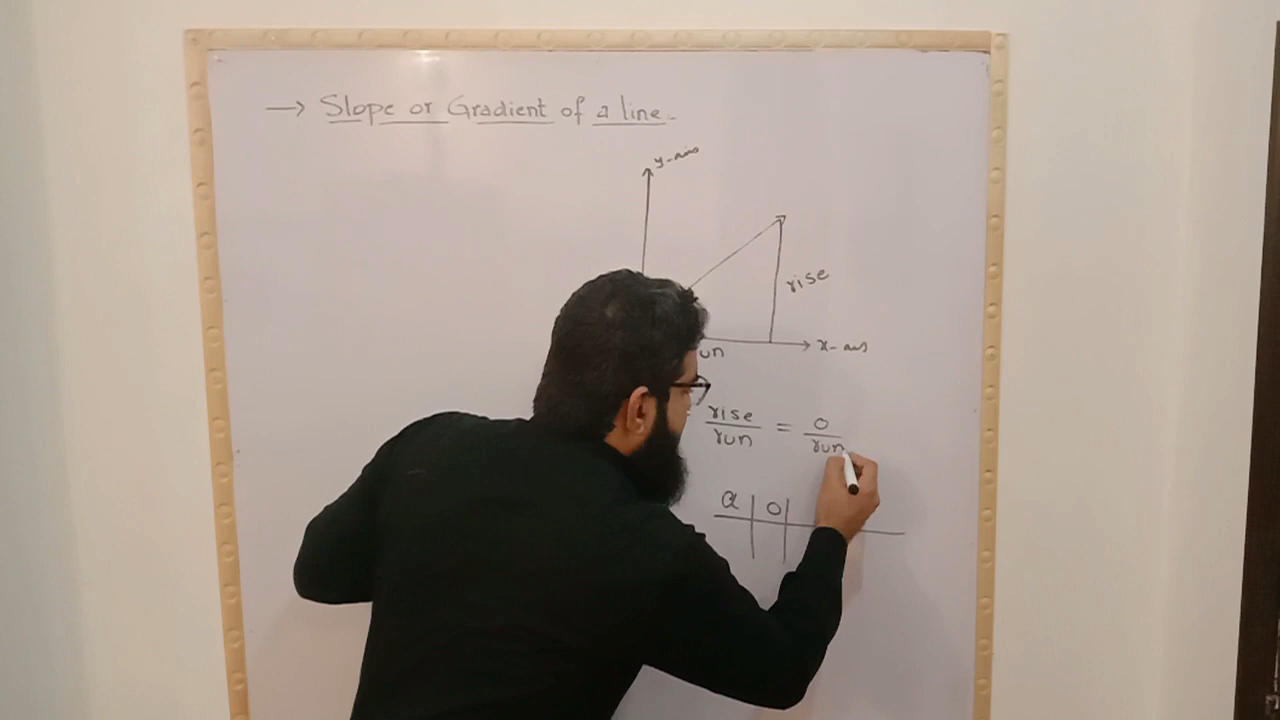 → Slope or Gradient of a line.
y-axis
rise
x-axis
un
rise / run = 0 / run
α | 0 |